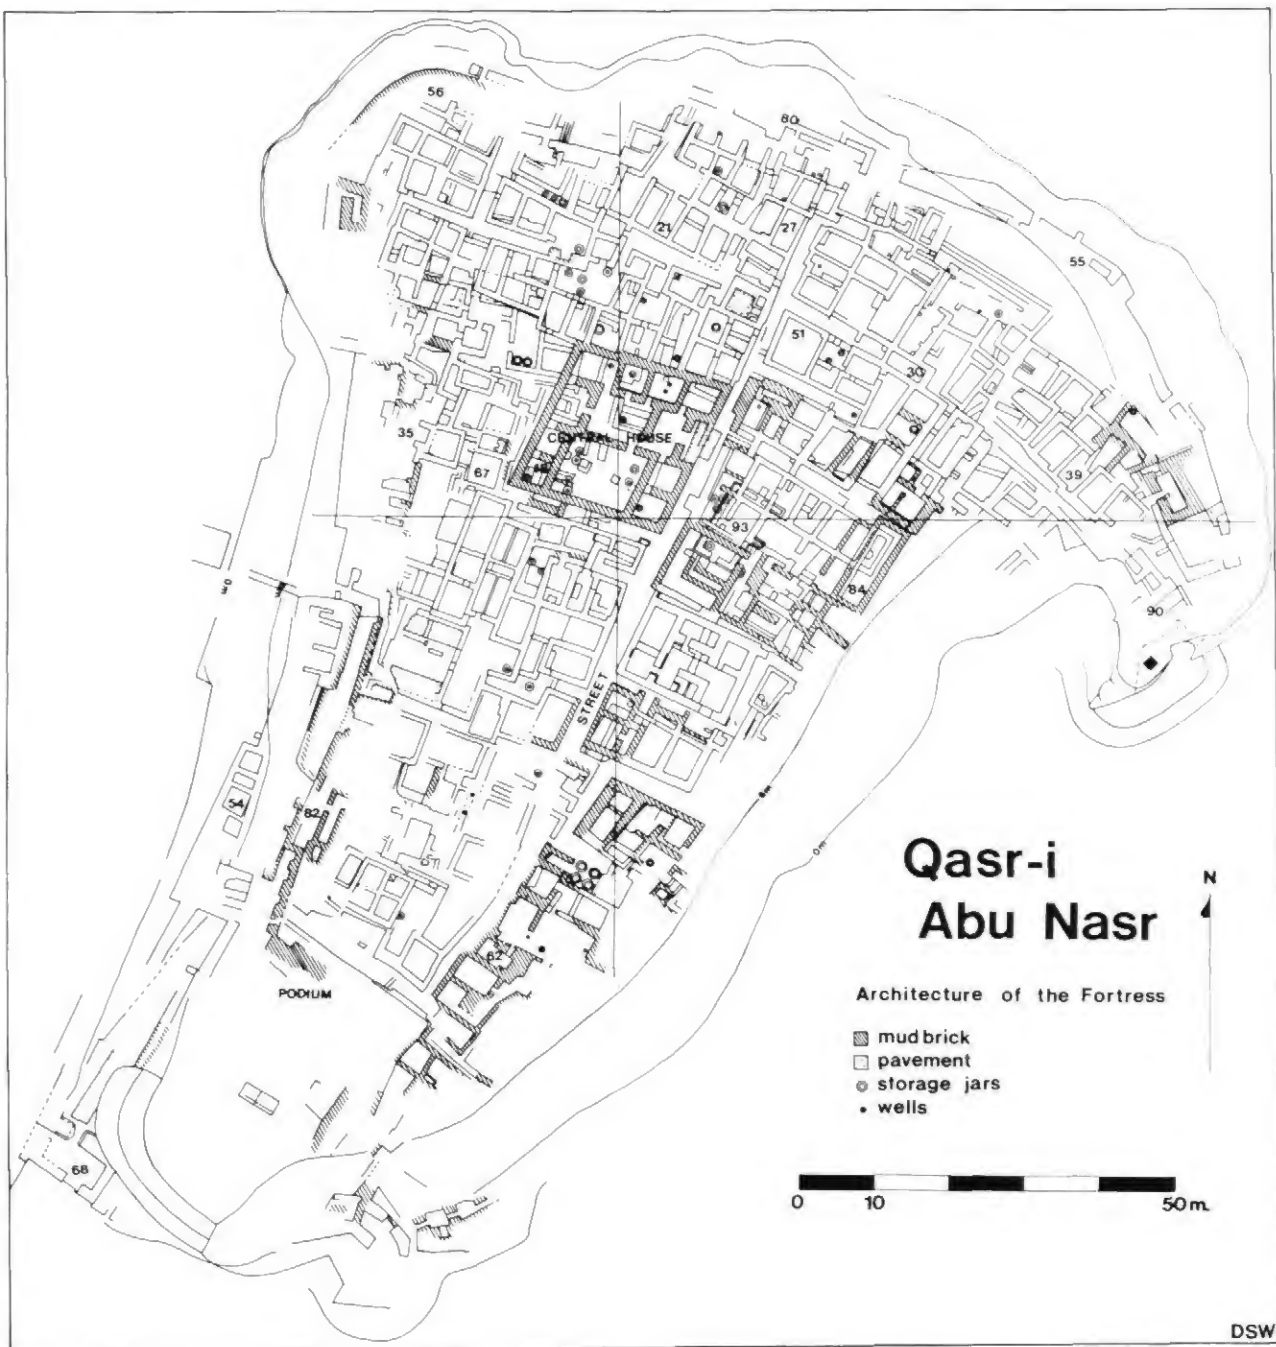 56
80
21
27
55
51
30
35
CENTRAL HOUSE
67
39
93
84
90
STREET
54
82
62
PODIUM
68
0m
Qasr-i
Abu Nasr
N
Architecture of the Fortress
mud brick
pavement
storage jars
wells
0 10 50 m.
DSW